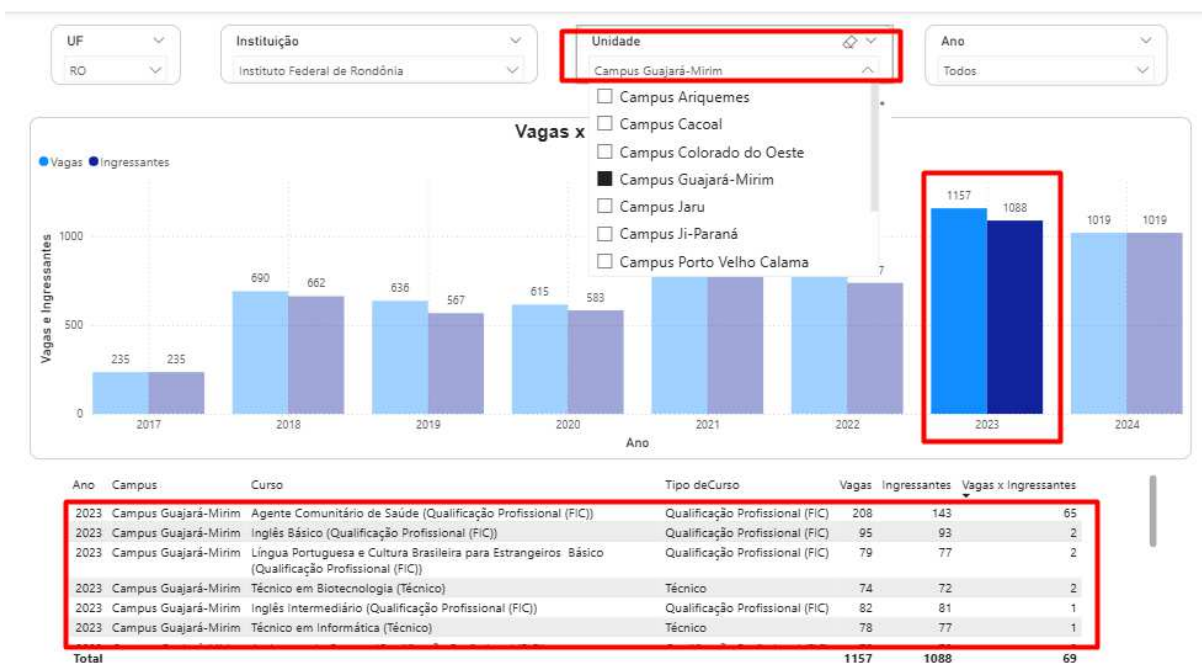 UF
Instituição
Unidade
Ano
RO
Instituto Federal de Rondônia
Campus Guajará-Mirim
Todos
Campus Ariquemes
Campus Cacoal
Campus Colorado do Oeste
Campus Guajará-Mirim
Campus Jaru
Campus Ji-Paraná
Campus Porto Velho Calama
Vagas x
Vagas Ingressantes
Vagas e Ingressantes
1000
500
0
235 235
690 662
636 567
615 583
7
1157 1088
1019 1019
2017 2018 2019 2020 2021 2022 2023 2024
Ano
Ano Campus Curso Tipo deCurso Vagas Ingressantes Vagas x Ingressantes
2023 Campus Guajará-Mirim Agente Comunitário de Saúde (Qualificação Profissional (FIC)) Qualificação Profissional (FIC) 208 143 65
2023 Campus Guajará-Mirim Inglês Básico (Qualificação Profissional (FIC)) Qualificação Profissional (FIC) 95 93 2
2023 Campus Guajará-Mirim Língua Portuguesa e Cultura Brasileira para Estrangeiros Básico Qualificação Profissional (FIC) 79 77 2
(Qualificação Profissional (FIC))
2023 Campus Guajará-Mirim Técnico em Biotecnologia (Técnico) Técnico 74 72 2
2023 Campus Guajará-Mirim Inglês Intermediário (Qualificação Profissional (FIC)) Qualificação Profissional (FIC) 82 81 1
2023 Campus Guajará-Mirim Técnico em Informática (Técnico) Técnico 78 77 1
Total 1157 1088 69